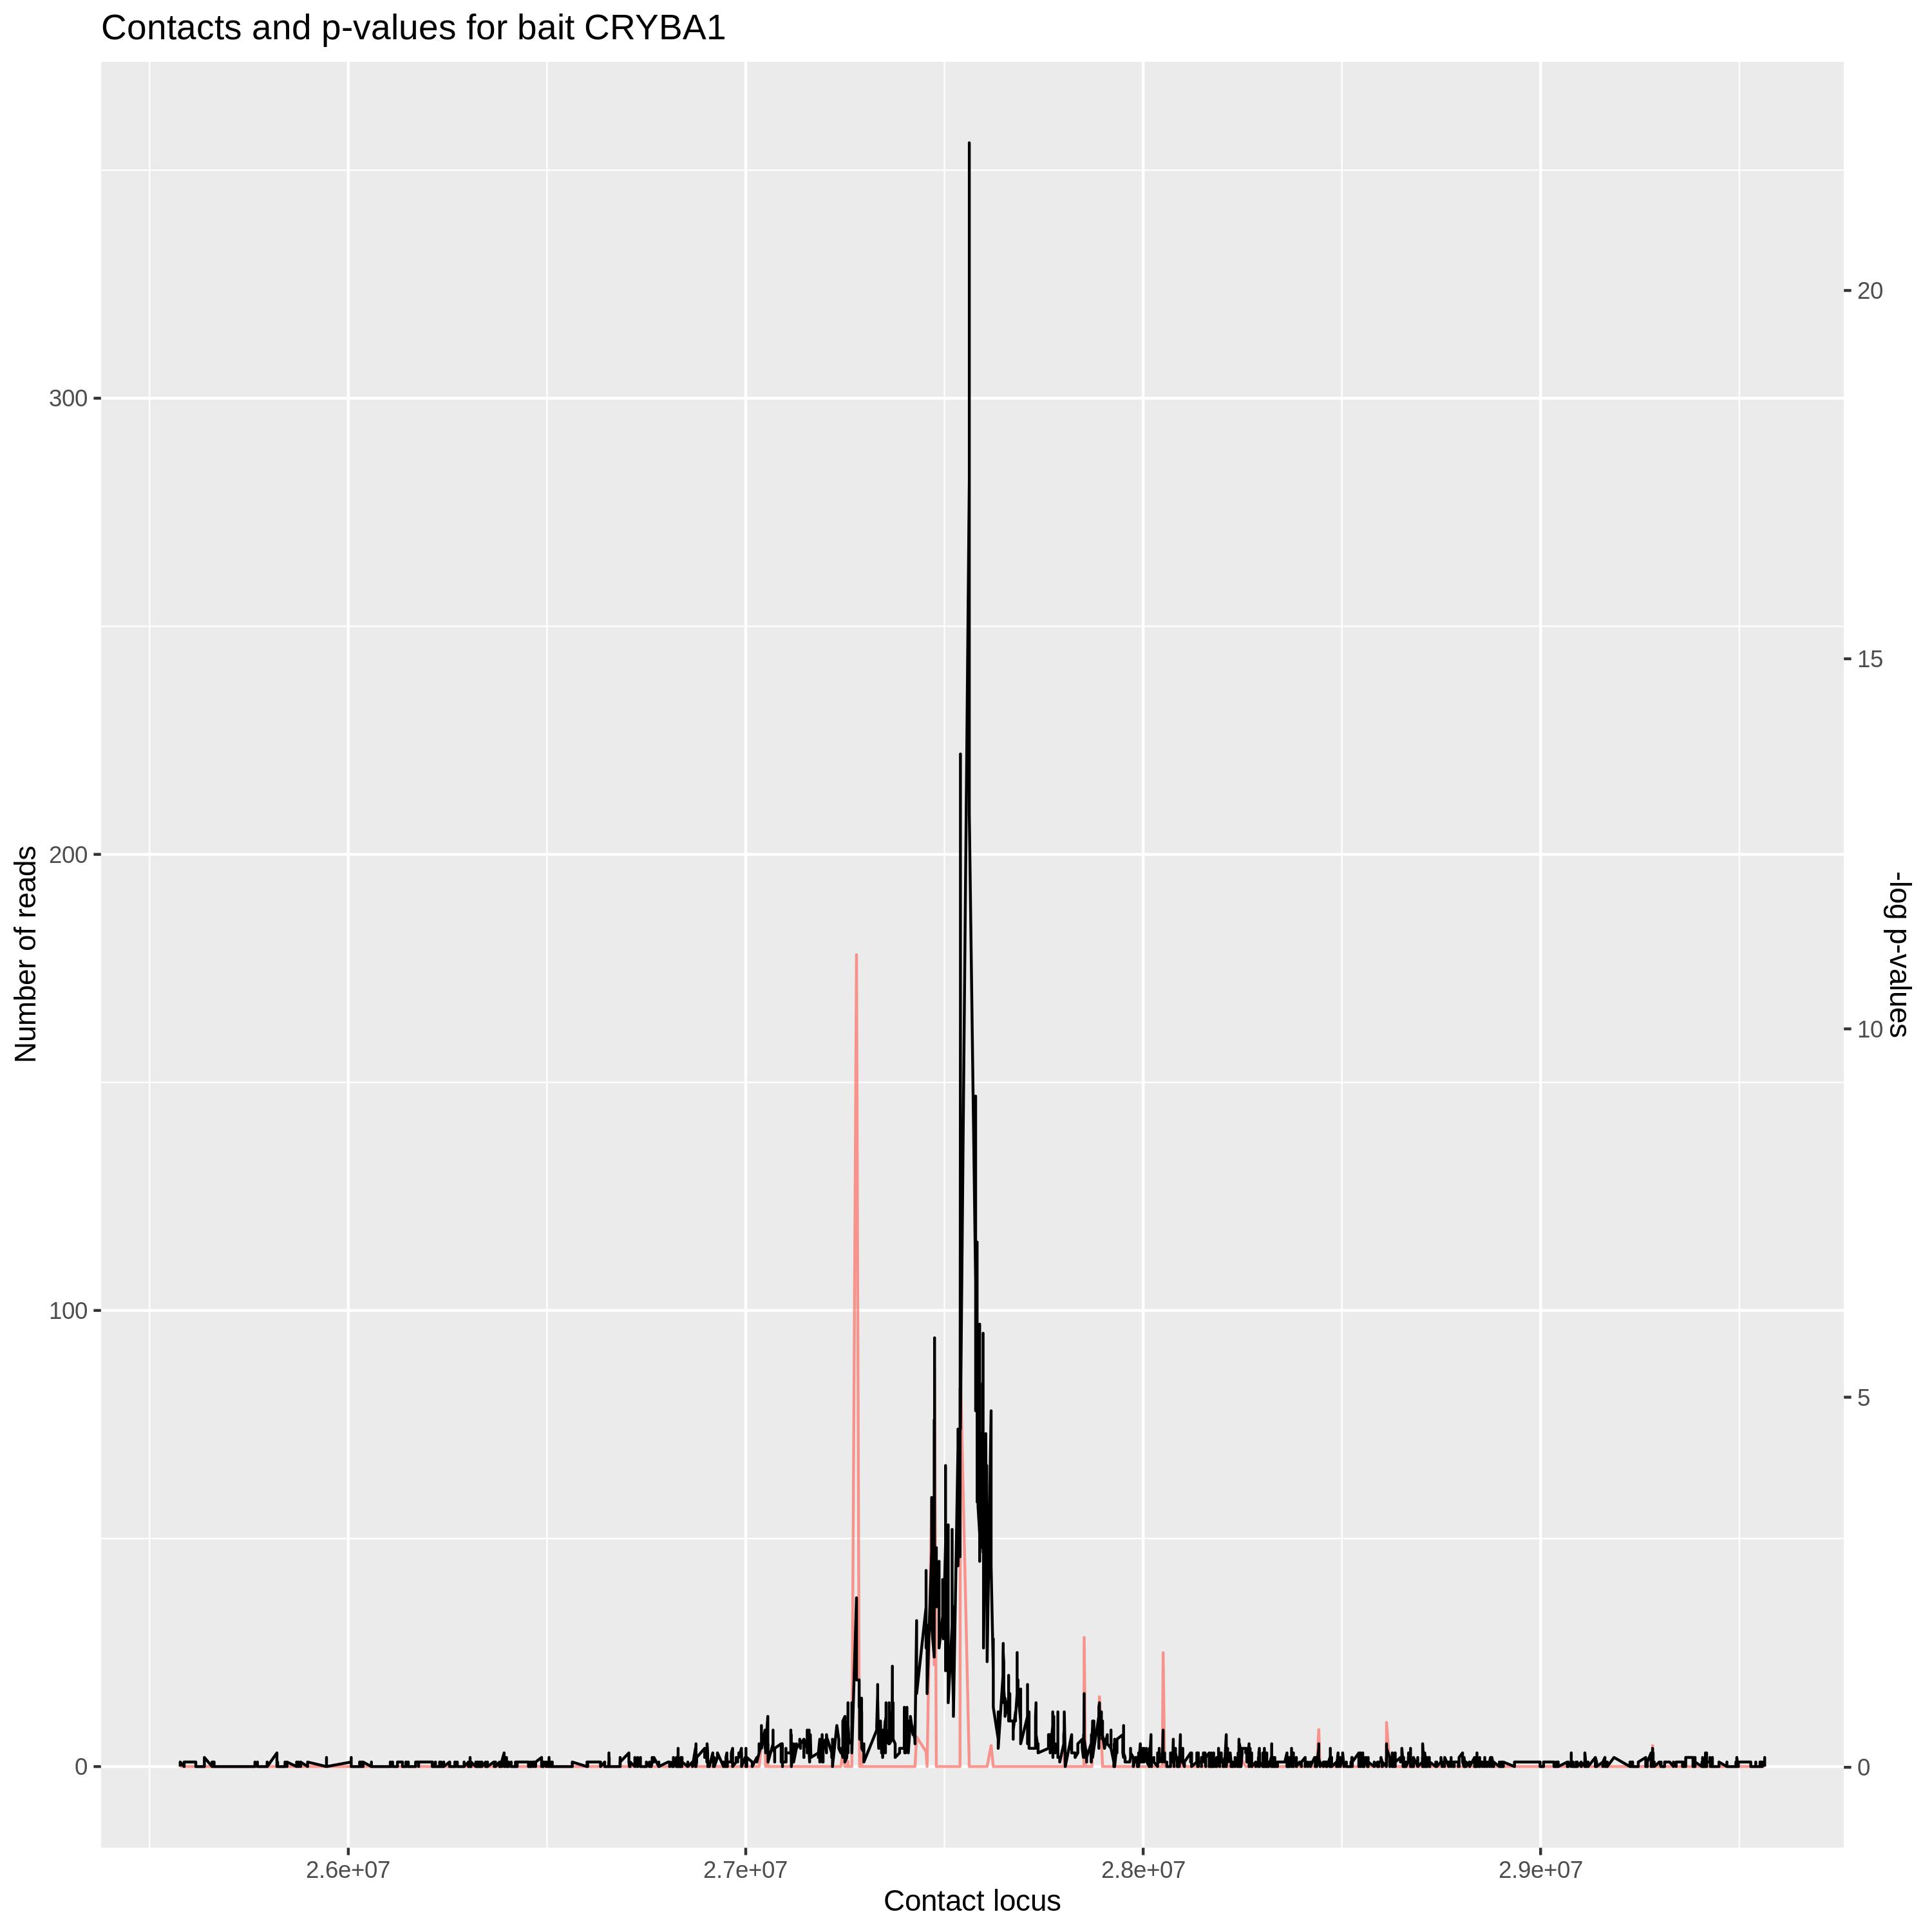 Contacts and p-values for bait CRYBA1
Number of reads
300
200
100
0
20
15
10
5
0
-log p-values
2.6e+07
2.7e+07
2.8e+07
2.9e+07
Contact locus